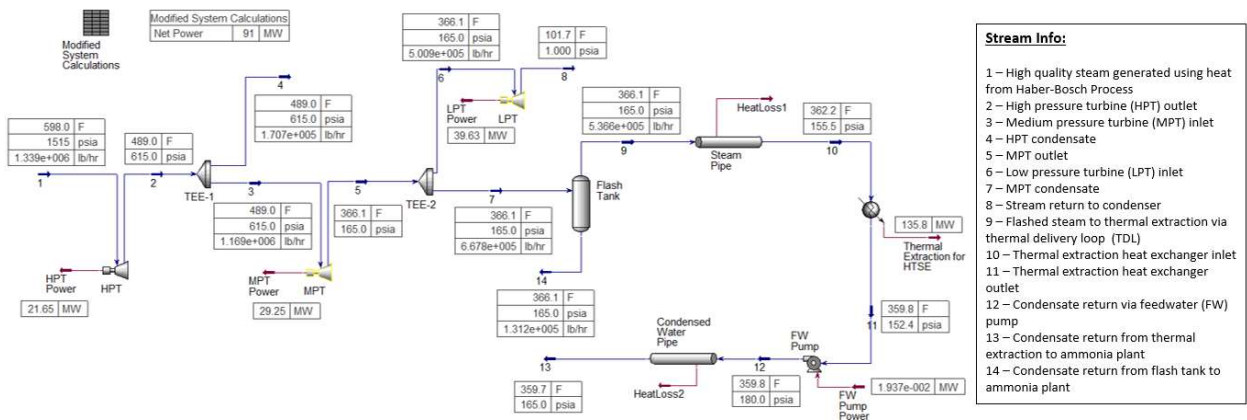 Modified System Calculations
Net Power 91 MW
Modified
System
Calculations
4
489.0 F
615.0 psia
1.707e+005 lb/hr
598.0 F
1515 psia
1.339e+006 lb/hr
1
489.0 F
615.0 psia
2
TEE-1
3
489.0 F
615.0 psia
1.169e+006 lb/hr
HPT
Power
HPT
21.65 MW
MPT
Power
MPT
29.25 MW
5
366.1 F
165.0 psia
366.1 F
165.0 psia
5.009e+005 lb/hr
6
LPT
Power
LPT
39.63 MW
101.7 F
1.000 psia
8
TEE-2
7
366.1 F
165.0 psia
6.678e+005 lb/hr
Flash
Tank
14
366.1 F
165.0 psia
1.312e+005 lb/hr
366.1 F
165.0 psia
5.366e+005 lb/hr
9
HeatLoss1
Steam
Pipe
362.2 F
155.5 psia
10
135.8 MW
Thermal
Extraction for
HTSE
11
359.8 F
152.4 psia
FW
Pump
1.937e-002 MW
FW
Pump
Power
12
359.8 F
180.0 psia
Condensed
Water
Pipe
HeatLoss2
13
359.7 F
165.0 psia
Stream Info:
1 – High quality steam generated using heat
from Haber-Bosch Process
2 – High pressure turbine (HPT) outlet
3 – Medium pressure turbine (MPT) inlet
4 – HPT condensate
5 – MPT outlet
6 – Low pressure turbine (LPT) inlet
7 – MPT condensate
8 – Stream return to condenser
9 – Flashed steam to thermal extraction via
thermal delivery loop (TDL)
10 – Thermal extraction heat exchanger inlet
11 – Thermal extraction heat exchanger
outlet
12 – Condensate return via feedwater (FW)
pump
13 – Condensate return from thermal
extraction to ammonia plant
14 – Condensate return from flash tank to
ammonia plant